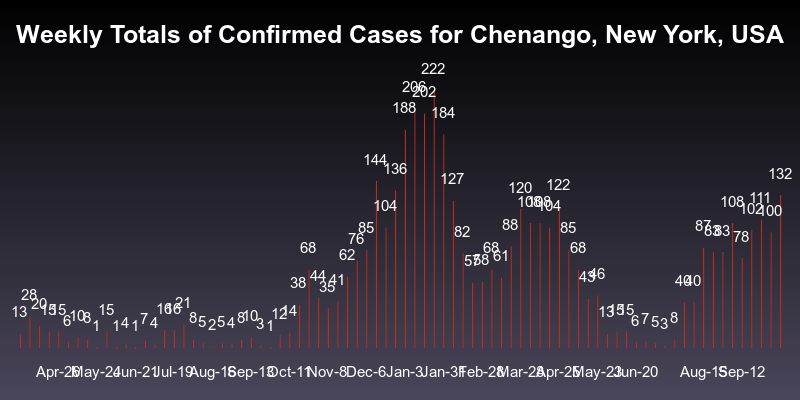 Weekly Totals of Confirmed Cases for Chenango, New York, USA
13 28 20 15 15 6 10 8 1 15 1 4 1 7 4 16 16 21 8 5 2 5 4 8 10 3 1 12 14 38 68 44 35 41 62 76 85 144 104 136 188 206 202 222 184 127 82 57 58 68 61 88 120 108 108 104 122 85 68 43 46 13 15 15 6 7 5 3 8 40 40 87 83 83 108 78 102 111 100 132
Apr-26 May-24 Jun-21 Jul-19 Aug-16 Sep-13 Oct-11 Nov-8 Dec-6 Jan-3 Jan-31 Feb-28 Mar-28 Apr-25 May-23 Jun-20 Aug-15 Sep-12